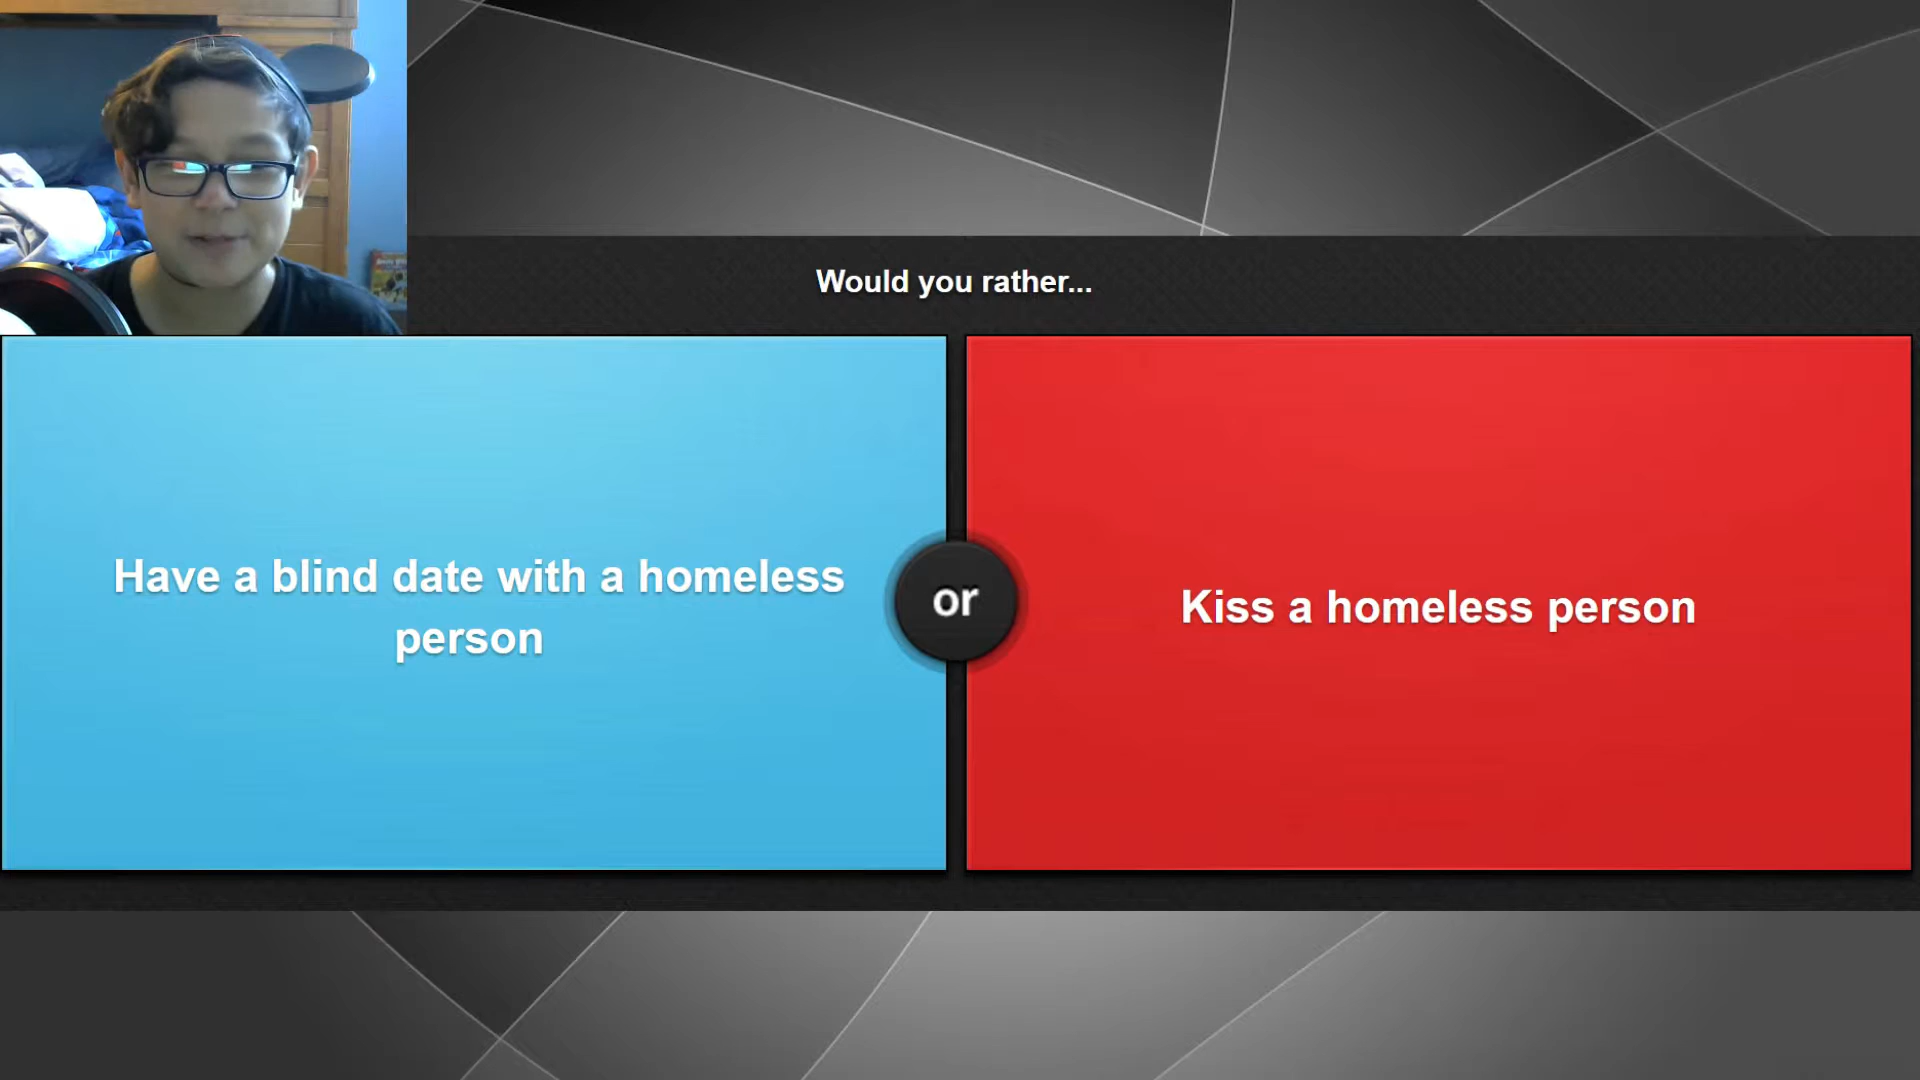 Would you rather...
Have a blind date with a homeless
person
or
Kiss a homeless person